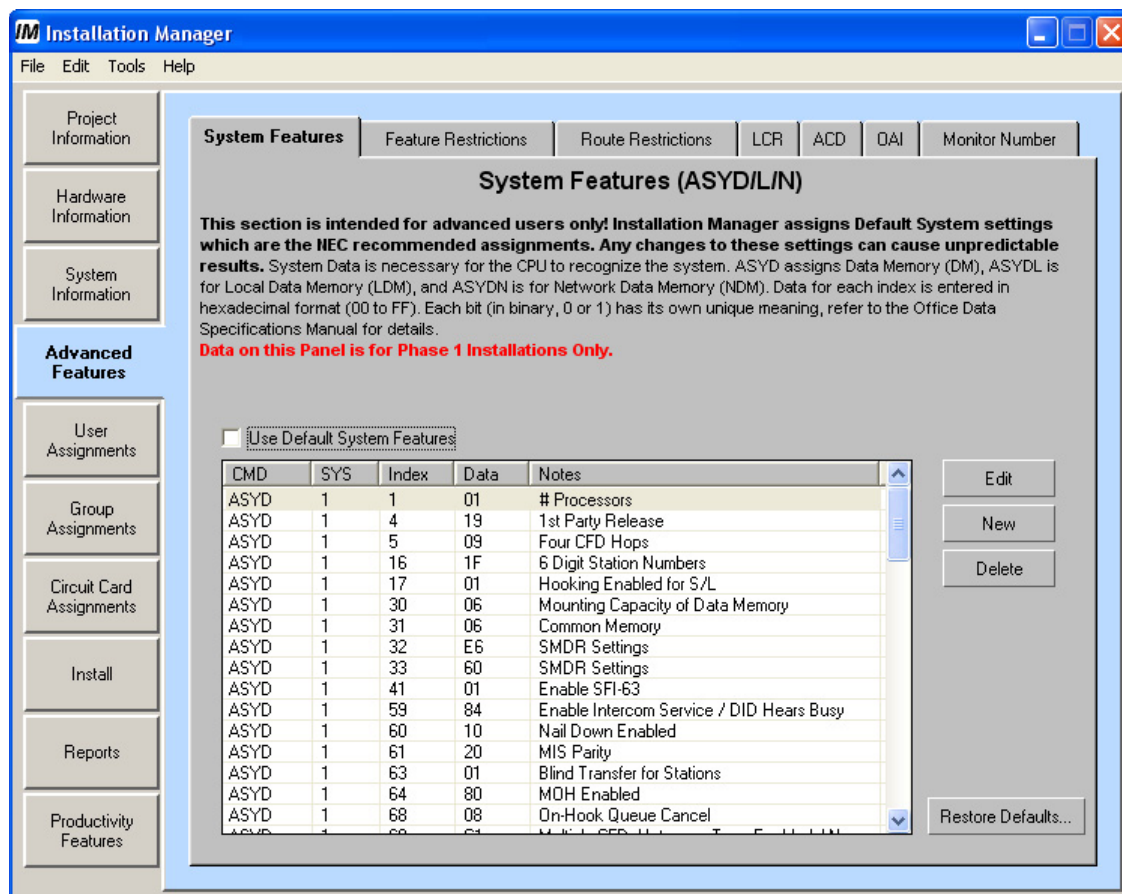 IM Installation Manager
File Edit Tools Help
Project Information
Hardware Information
System Information
Advanced Features
User Assignments
Group Assignments
Circuit Card Assignments
Install
Reports
Productivity Features
System Features Feature Restrictions Route Restrictions LCR ACD OAI Monitor Number
System Features (ASYD/L/N)
This section is intended for advanced users only! Installation Manager assigns Default System settings
which are the NEC recommended assignments. Any changes to these settings can cause unpredictable
results. System Data is necessary for the CPU to recognize the system. ASYD assigns Data Memory (DM), ASYDL is
for Local Data Memory (LDM), and ASYDN is for Network Data Memory (NDM). Data for each index is entered in
hexadecimal format (00 to FF). Each bit (in binary, 0 or 1) has its own unique meaning, refer to the Office Data
Specifications Manual for details.
Data on this Panel is for Phase 1 Installations Only.
Use Default System Features
CMD SYS Index Data Notes
ASYD 1 1 01 # Processors
ASYD 1 4 19 1st Party Release
ASYD 1 5 09 Four CFD Hops
ASYD 1 16 1F 6 Digit Station Numbers
ASYD 1 17 01 Hooking Enabled for S/L
ASYD 1 30 06 Mounting Capacity of Data Memory
ASYD 1 31 06 Common Memory
ASYD 1 32 E6 SMDR Settings
ASYD 1 33 60 SMDR Settings
ASYD 1 41 01 Enable SFI-63
ASYD 1 59 84 Enable Intercom Service / DID Hears Busy
ASYD 1 60 10 Nail Down Enabled
ASYD 1 61 20 MIS Parity
ASYD 1 63 01 Blind Transfer for Stations
ASYD 1 64 80 MOH Enabled
ASYD 1 68 08 On-Hook Queue Cancel
Edit
New
Delete
Restore Defaults...